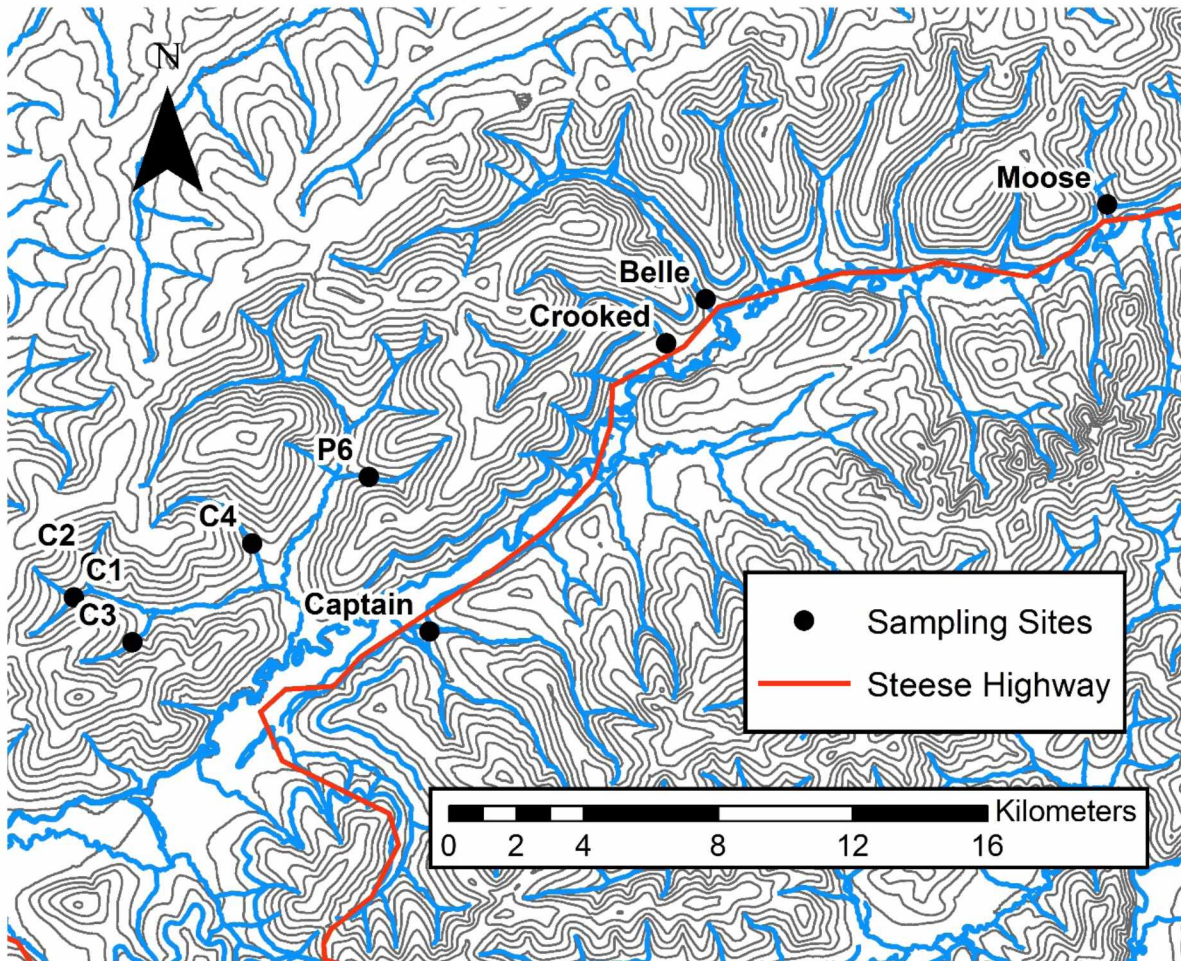 N
Moose
Belle
Crooked
P6
C4
C2
C1
C3
Captain
Sampling Sites
Steese Highway
Kilometers
0 2 4 8 12 16